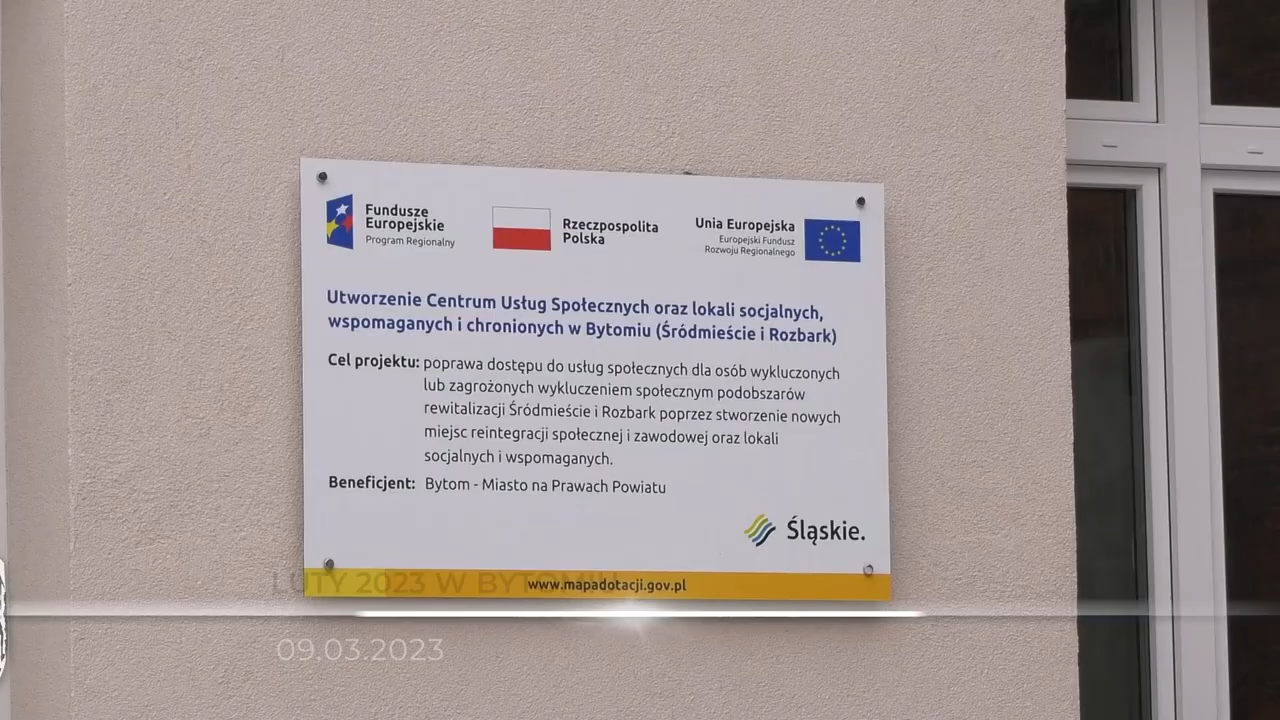 Fundusze
Europejskie
Program Regionalny
Rzeczpospolita
Polska
Unia Europejska
Europejski Fundusz
Rozwoju Regionalnego
Utworzenie Centrum Usług Społecznych oraz lokali socjalnych,
wspomaganych i chronionych w Bytomiu (Śródmieście i Rozbark)
Cel projektu: poprawa dostępu do usług społecznych dla osób wykluczonych
lub zagrożonych wykluczeniem społecznym podobszarów
rewitalizacji Śródmieście i Rozbark poprzez stworzenie nowych
miejsc reintegracji społecznej i zawodowej oraz lokali
socjalnych i wspomaganych.
Beneficjent: Bytom - Miasto na Prawach Powiatu
Śląskie.
www.mapadotacji.gov.pl
LUTY 2023 W BYTOMIU
09.03.2023